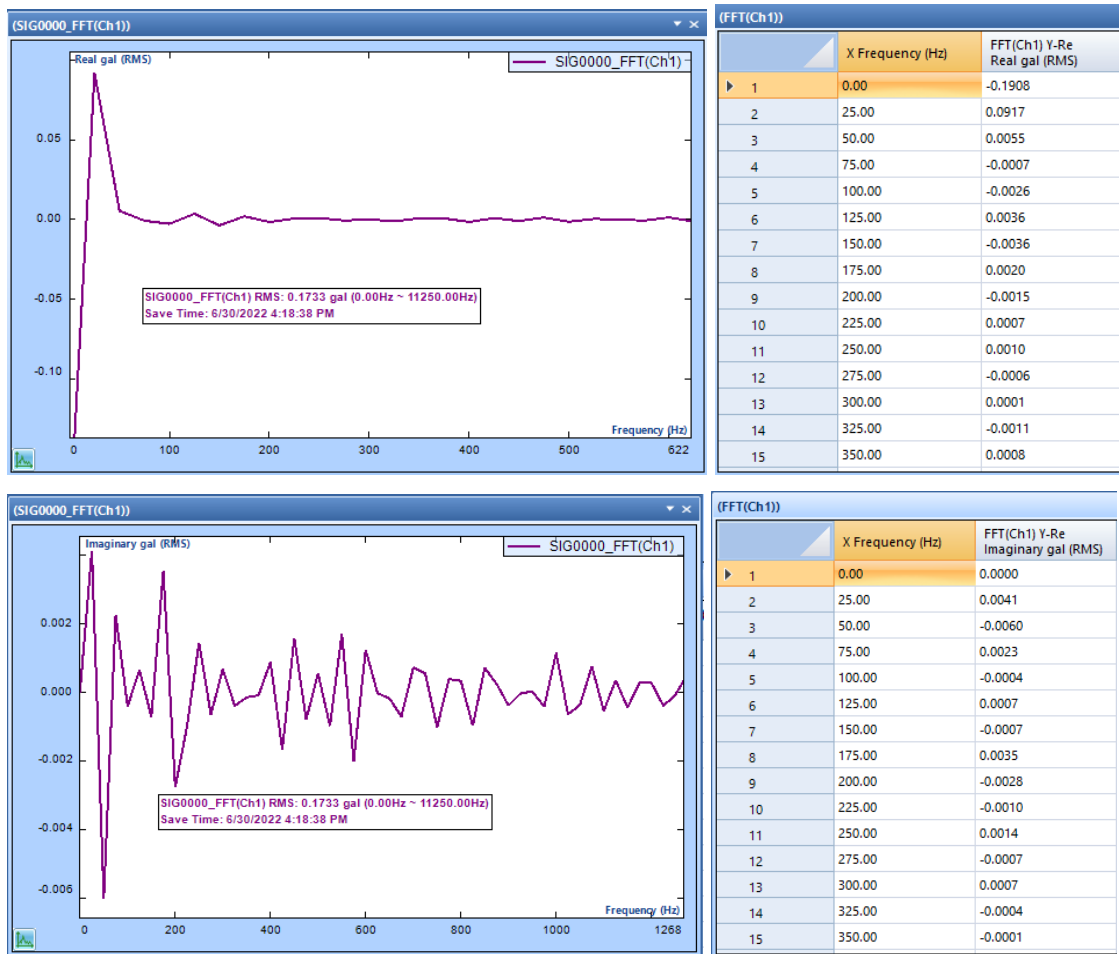 (SIG0000_FFT(Ch1))
Real gal (RMS)
SIG0000_FFT(Ch1)
0.05
0.00
-0.05
-0.10
SIG0000_FFT(Ch1) RMS: 0.1733 gal (0.00Hz ~ 11250.00Hz)
Save Time: 6/30/2022 4:18:38 PM
Frequency (Hz)
0 100 200 300 400 500 622
(FFT(Ch1))
X Frequency (Hz) FFT(Ch1) Y-Re
Real gal (RMS)
1 0.00 -0.1908
2 25.00 0.0917
3 50.00 0.0055
4 75.00 -0.0007
5 100.00 -0.0026
6 125.00 0.0036
7 150.00 -0.0036
8 175.00 0.0020
9 200.00 -0.0015
10 225.00 0.0007
11 250.00 0.0010
12 275.00 -0.0006
13 300.00 0.0001
14 325.00 -0.0011
15 350.00 0.0008
(SIG0000_FFT(Ch1))
Imaginary gal (RMS)
SIG0000_FFT(Ch1)
0.002
0.000
-0.002
-0.004
-0.006
SIG0000_FFT(Ch1) RMS: 0.1733 gal (0.00Hz ~ 11250.00Hz)
Save Time: 6/30/2022 4:18:38 PM
Frequency (Hz)
0 200 400 600 800 1000 1268
(FFT(Ch1))
X Frequency (Hz) FFT(Ch1) Y-Re
Imaginary gal (RMS)
1 0.00 0.0000
2 25.00 0.0041
3 50.00 -0.0060
4 75.00 0.0023
5 100.00 -0.0004
6 125.00 0.0007
7 150.00 -0.0007
8 175.00 0.0035
9 200.00 -0.0028
10 225.00 -0.0010
11 250.00 0.0014
12 275.00 -0.0007
13 300.00 0.0007
14 325.00 -0.0004
15 350.00 -0.0001